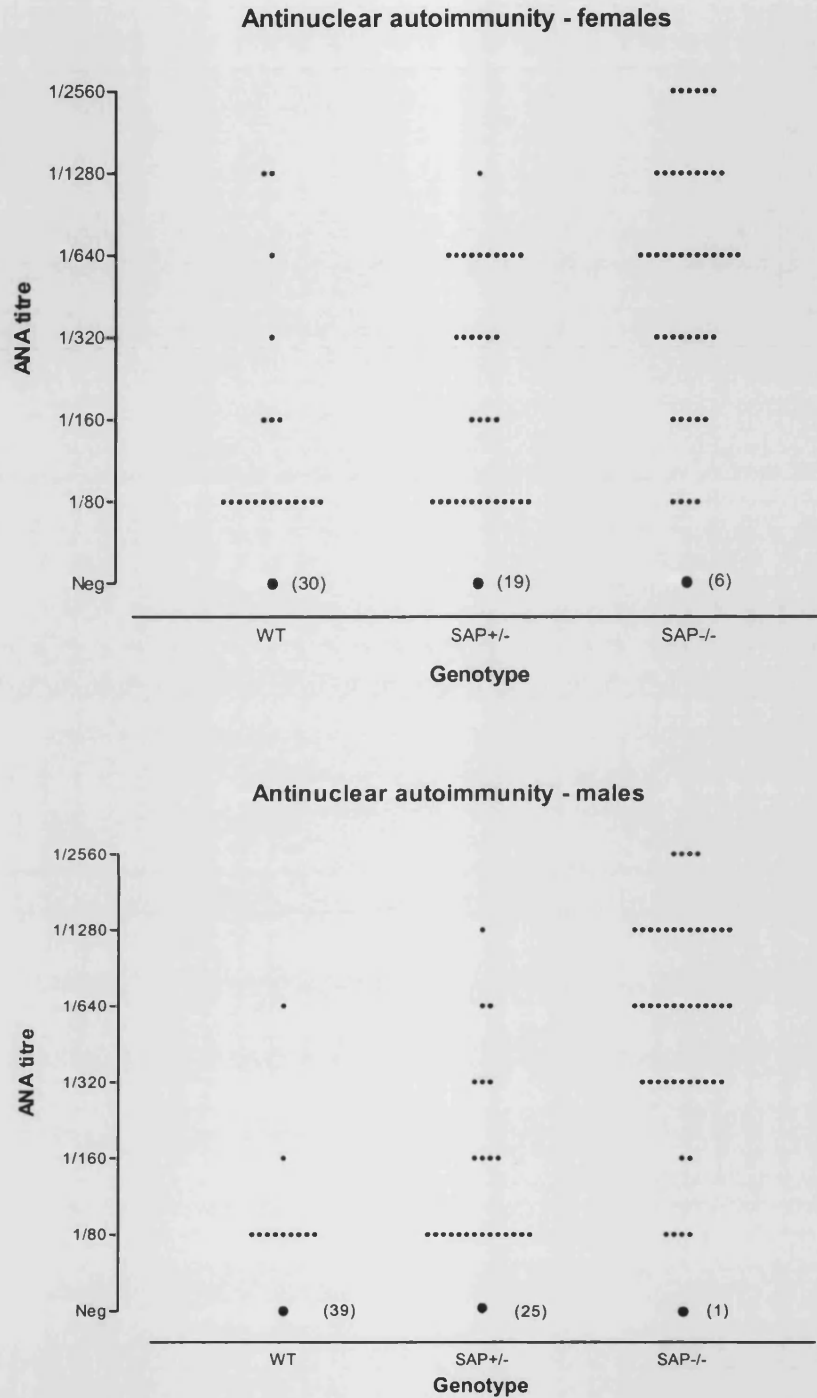 Antinuclear autoimmunity - females
1/2560
1/1280
1/640
1/320
1/160
1/80
Neg
ANA titre
(30)
(19)
(6)
WT
SAP+/-
SAP-/-
Genotype
Antinuclear autoimmunity - males
1/2560
1/1280
1/640
1/320
1/160
1/80
Neg
ANA titre
(39)
(25)
(1)
WT
SAP+/-
SAP-/-
Genotype